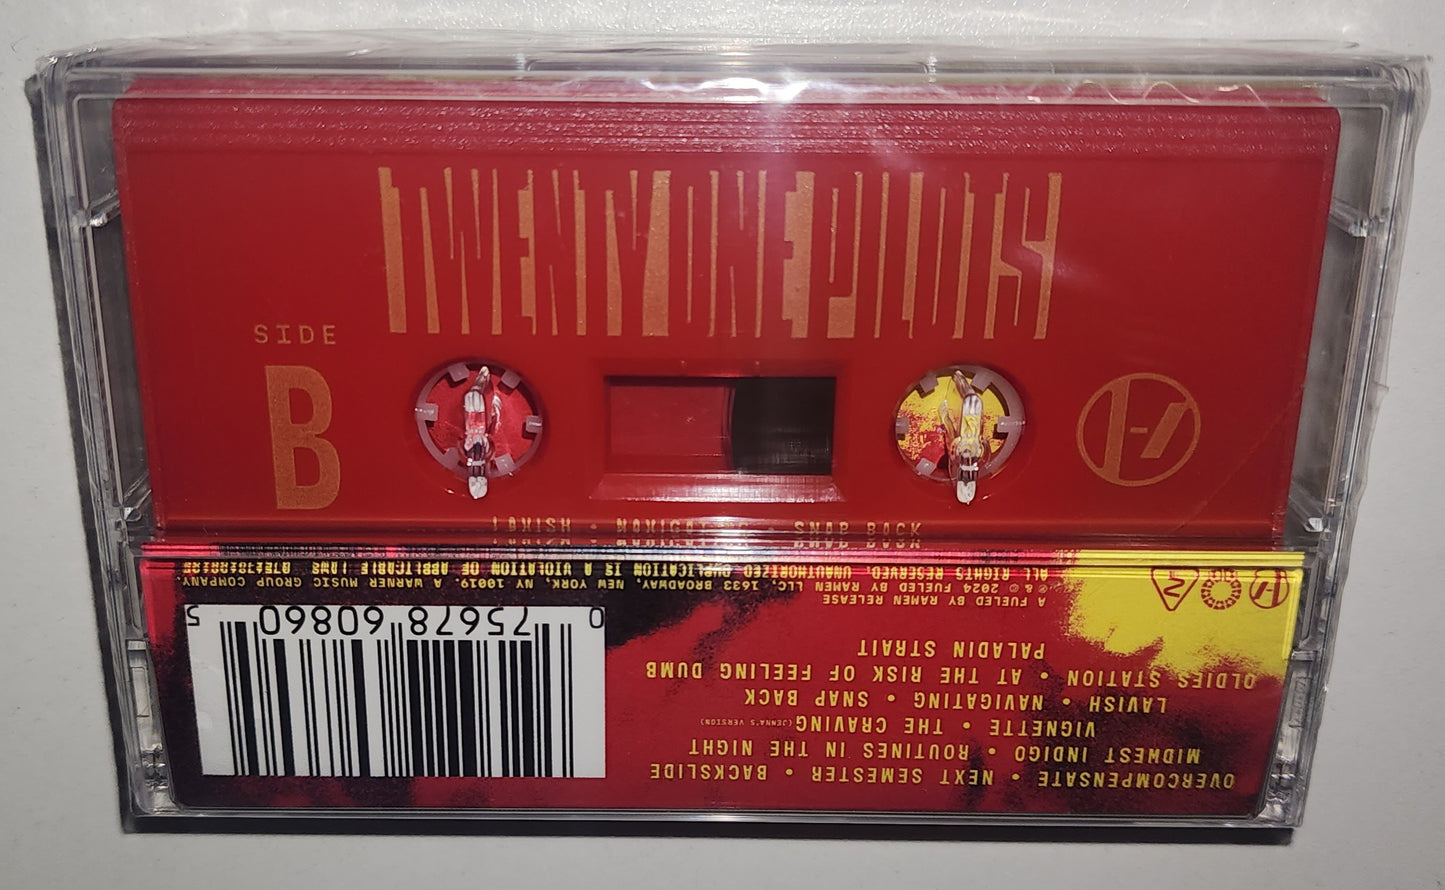 TWENTY ONE PILOTS
SIDE
B
LAVISH • NAVIGATING • SNAP BACK
OVERCOMPENSATE • NEXT SEMESTER • BACKSLIDE
MIDWEST INDIGO • ROUTINES IN THE NIGHT
VIGNETTE • THE CRAVING (JENNA'S VERSION)
LAVISH • NAVIGATING • SNAP BACK
OLDIES STATION • AT THE RISK OF FEELING DUMB
PALADIN STRAIT
A FUELED BY RAMEN RELEASE
℗ & © 2024 FUELED BY RAMEN LLC, 1633 BROADWAY, NEW YORK, NY 10019. A WARNER MUSIC GROUP COMPANY.
ALL RIGHTS RESERVED. UNAUTHORIZED DUPLICATION IS A VIOLATION OF APPLICABLE LAWS
0 75678 60860 5